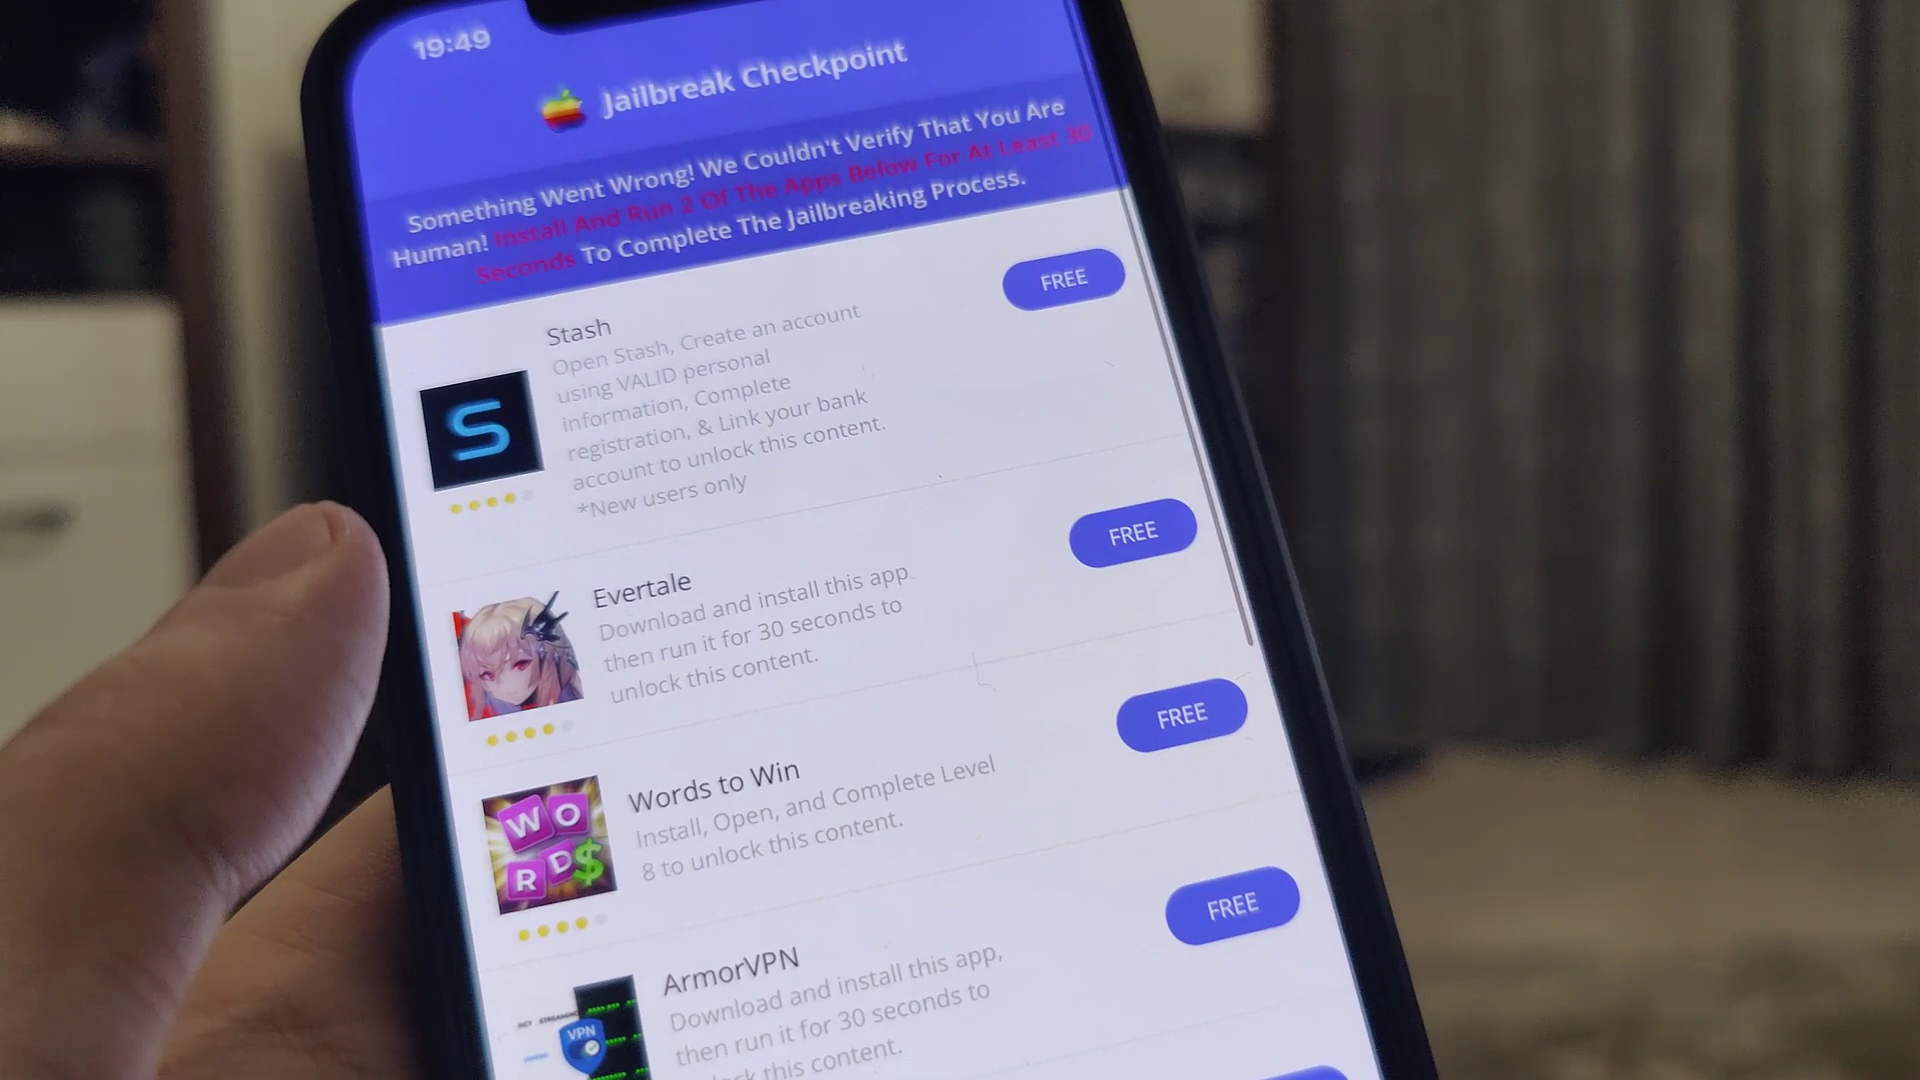 19:49
Jailbreak Checkpoint
Something Went Wrong! We Couldn't Verify That You Are
Human! Install And Run 2 Of The Apps Below For At Least 30
Seconds To Complete The Jailbreaking Process.
Stash
FREE
Open Stash, Create an account
using VALID personal
information, Complete
registration, & Link your bank
account to unlock this content.
*New users only
S
Evertale
FREE
Download and install this app
then run it for 30 seconds to
unlock this content.
Words to Win
FREE
Install, Open, and Complete Level
8 to unlock this content.
W O
R D $
ArmorVPN
FREE
Download and install this app,
then run it for 30 seconds to
this content.
VPN